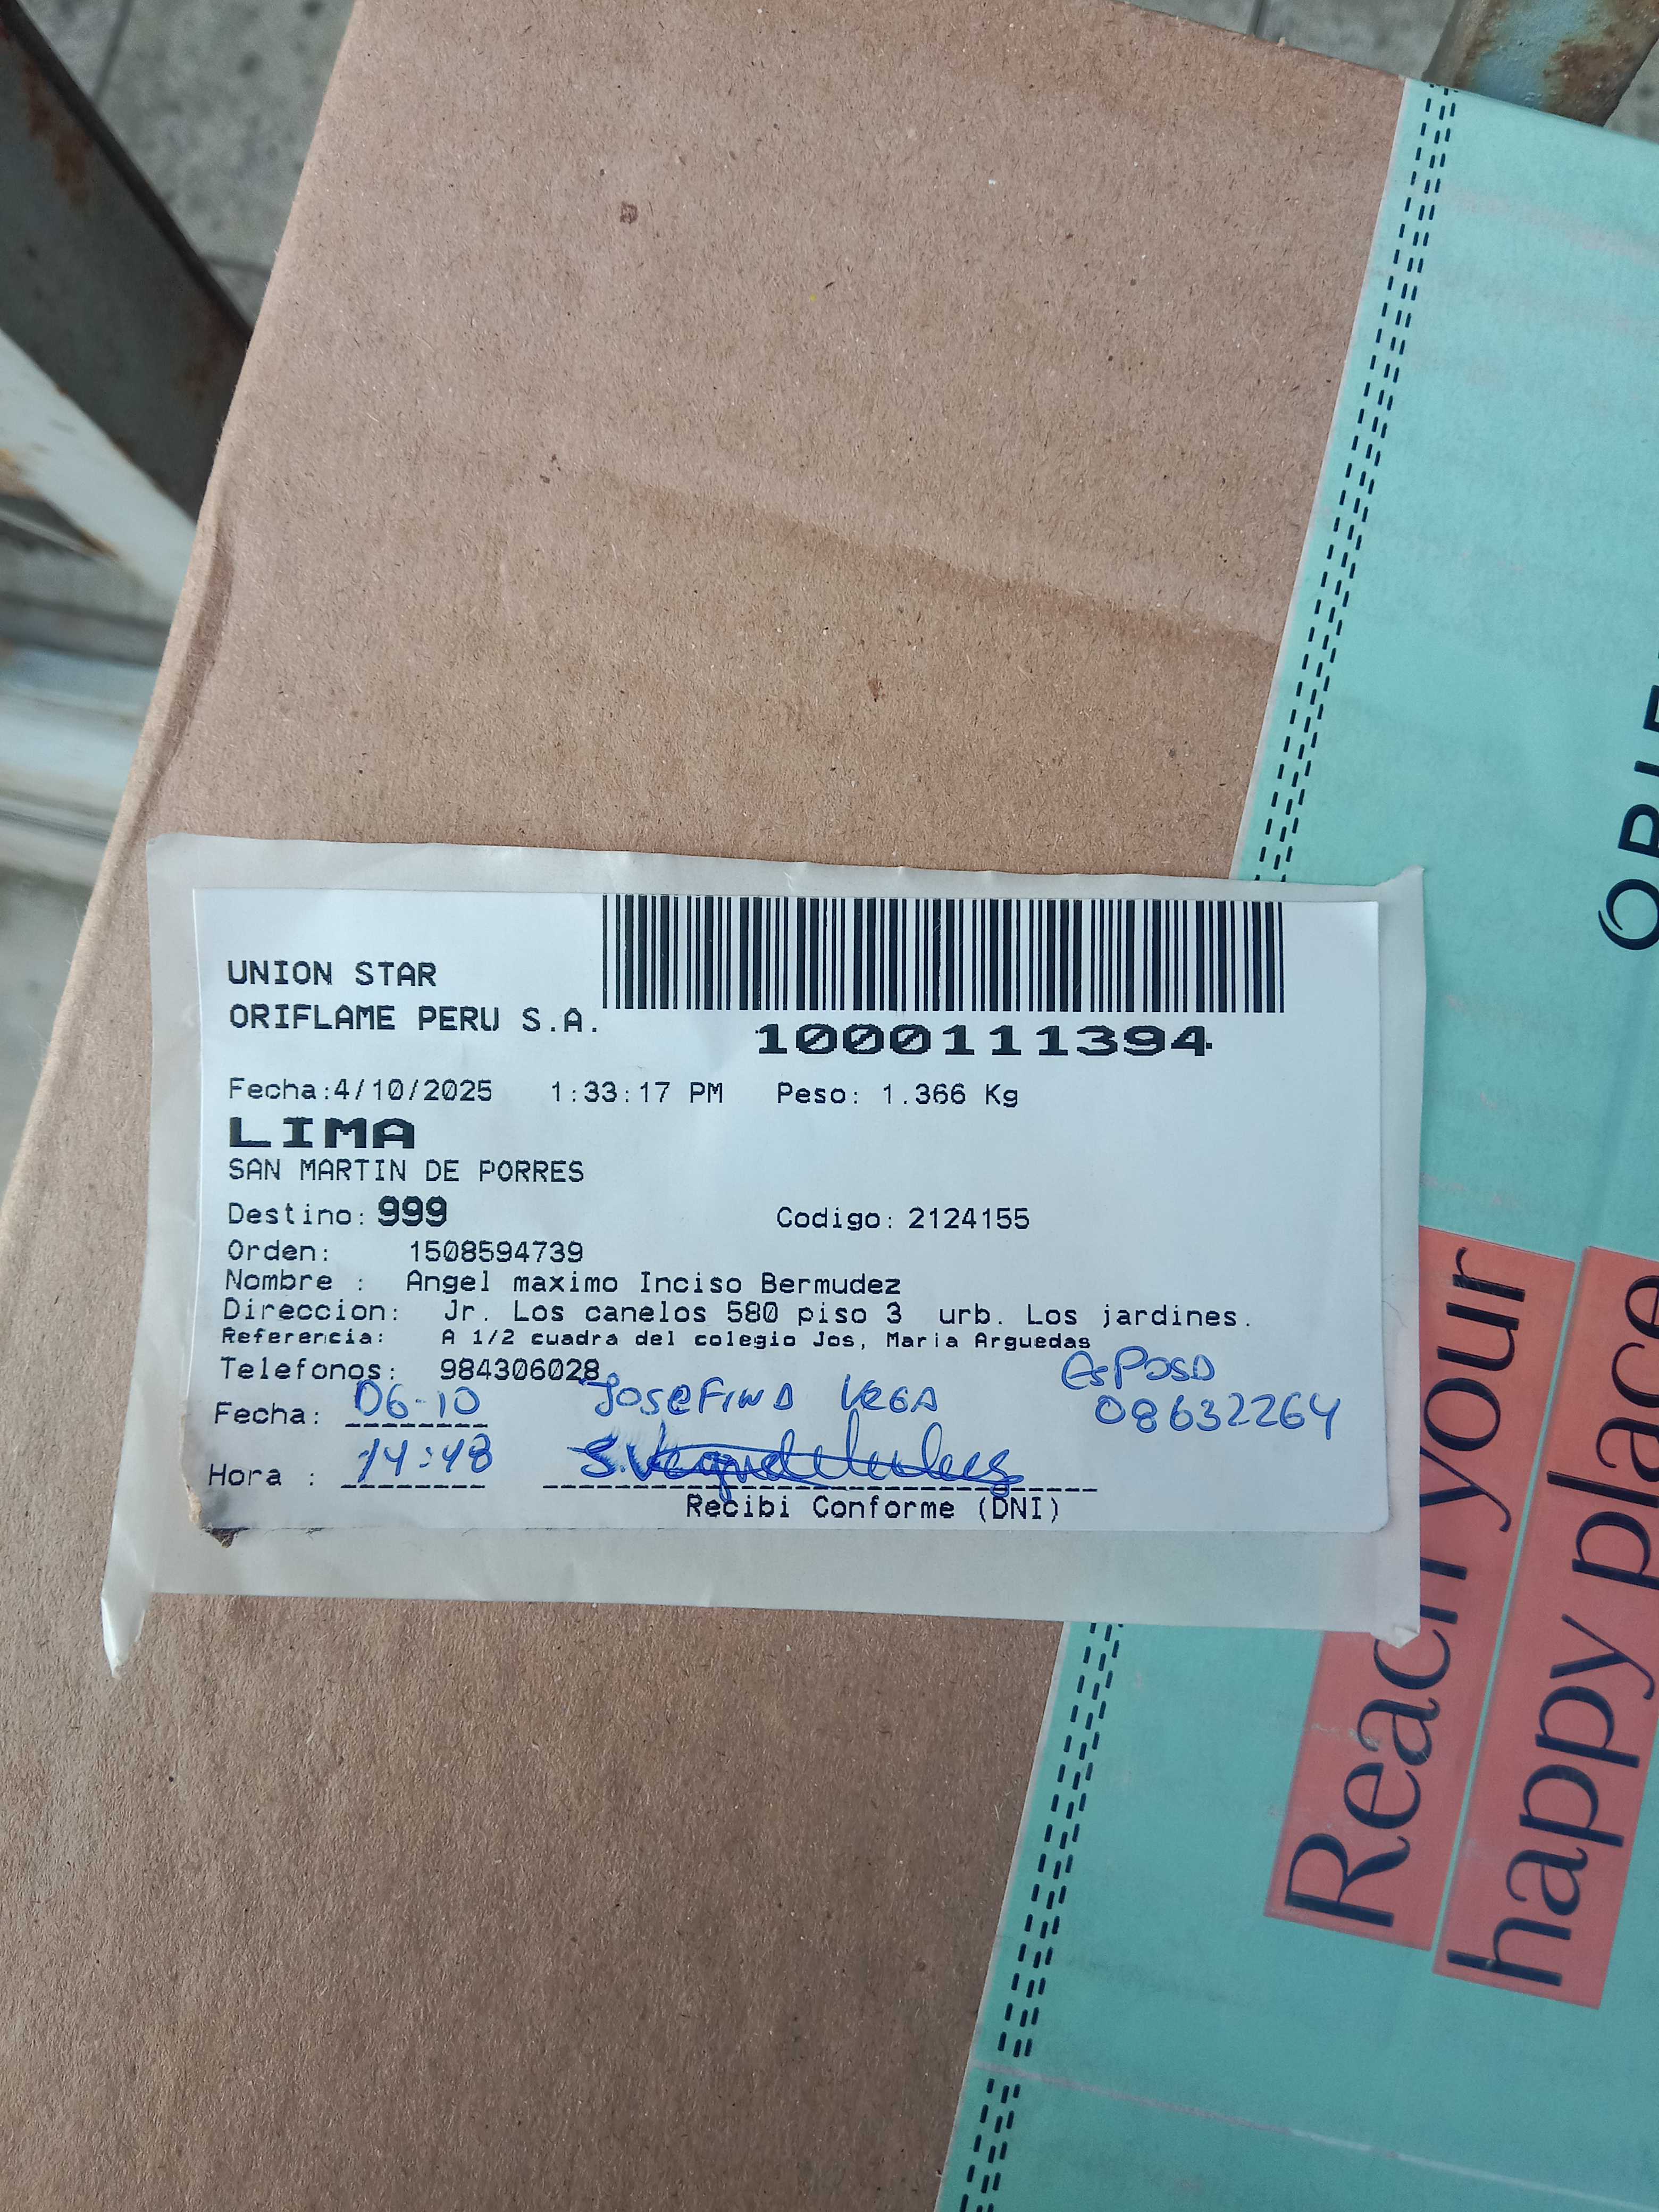 UNION STAR
ORIFLAME PERU S.A.
1000111394
Fecha:4/10/2025 1:33:17 PM Peso: 1.366 Kg
LIMA
SAN MARTIN DE PORRES
Destino: 999 Codigo: 2124155
Orden: 1508594739
Nombre : Angel maximo Inciso Bermudez
Direccion: Jr. Los canelos 580 piso 3 urb. Los jardines.
Referencia: A 1/2 cuadra del colegio Jos, Maria Arguedas
Telefonos: 984306028 ESPOSO
Fecha: 06-10 JOSEFINA VEGA 08632264
Hora : 14:48
Recibi Conforme (DNI)
Reach your
happy place